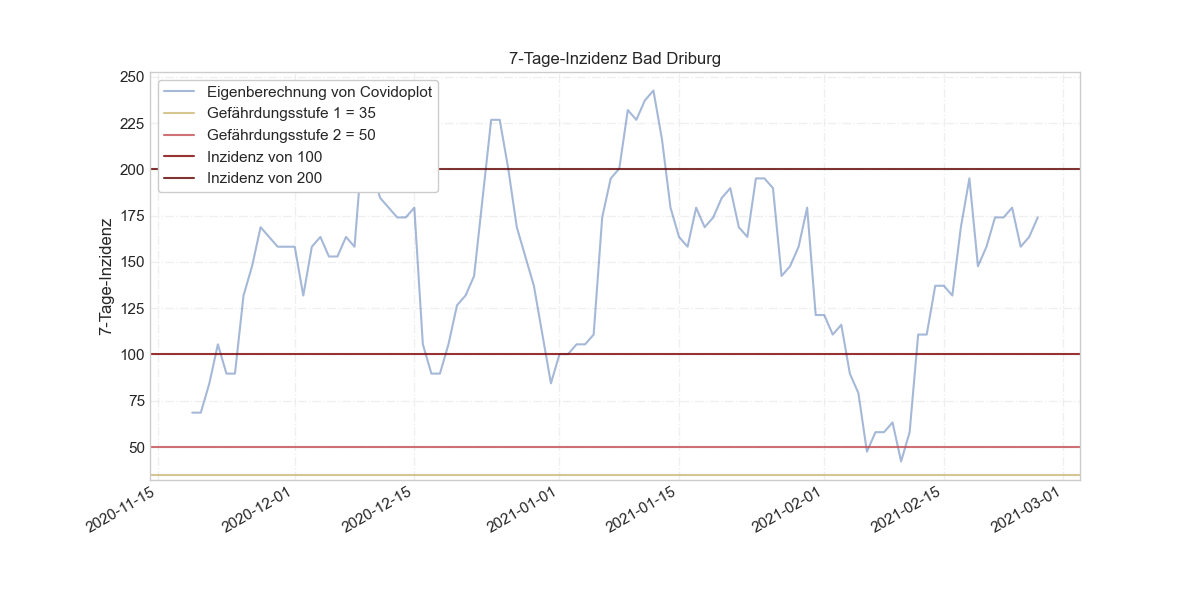 7-Tage-Inzidenz Bad Driburg
250
225
200
175
150
125
100
75
50
7-Tage-Inzidenz
Eigenberechnung von Covidoplot
Gefährdungsstufe 1 = 35
Gefährdungsstufe 2 = 50
Inzidenz von 100
Inzidenz von 200
2020-11-15
2020-12-01
2020-12-15
2021-01-01
2021-01-15
2021-02-01
2021-02-15
2021-03-01